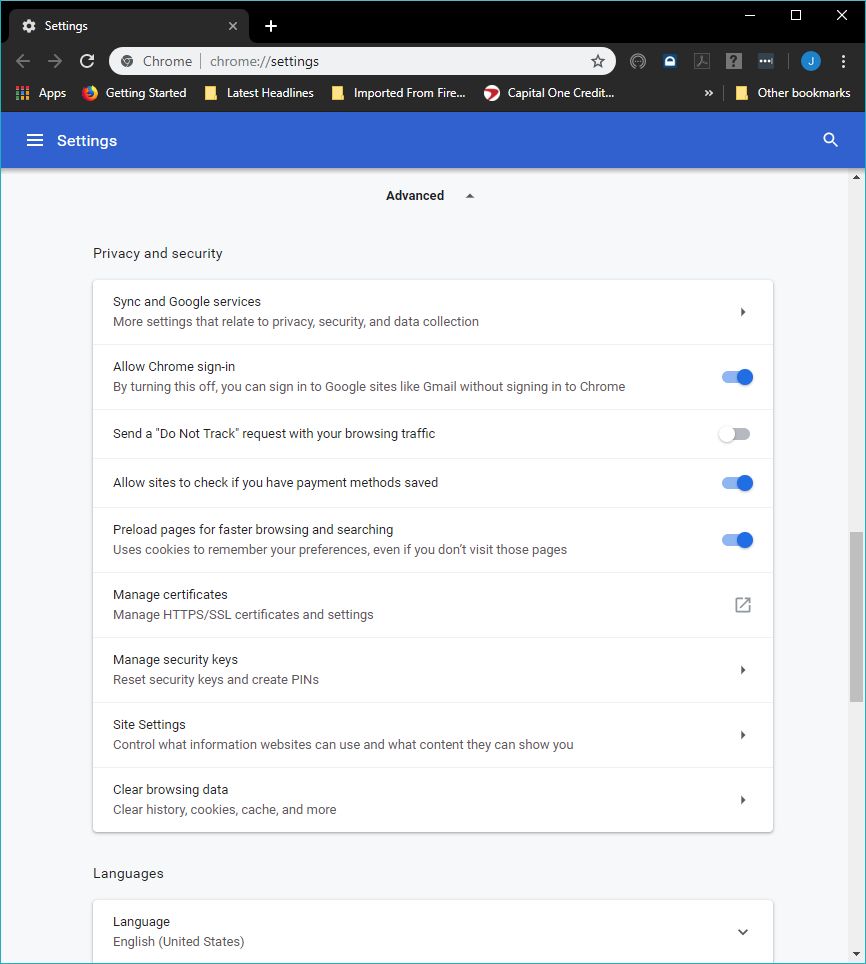 Settings
Chrome chrome://settings
J
Apps Getting Started Latest Headlines Imported From Fire... Capital One Credit... » Other bookmarks
Settings
Advanced
Privacy and security
Sync and Google services
More settings that relate to privacy, security, and data collection
Allow Chrome sign-in
By turning this off, you can sign in to Google sites like Gmail without signing in to Chrome
Send a "Do Not Track" request with your browsing traffic
Allow sites to check if you have payment methods saved
Preload pages for faster browsing and searching
Uses cookies to remember your preferences, even if you don’t visit those pages
Manage certificates
Manage HTTPS/SSL certificates and settings
Manage security keys
Reset security keys and create PINs
Site Settings
Control what information websites can use and what content they can show you
Clear browsing data
Clear history, cookies, cache, and more
Languages
Language
English (United States)